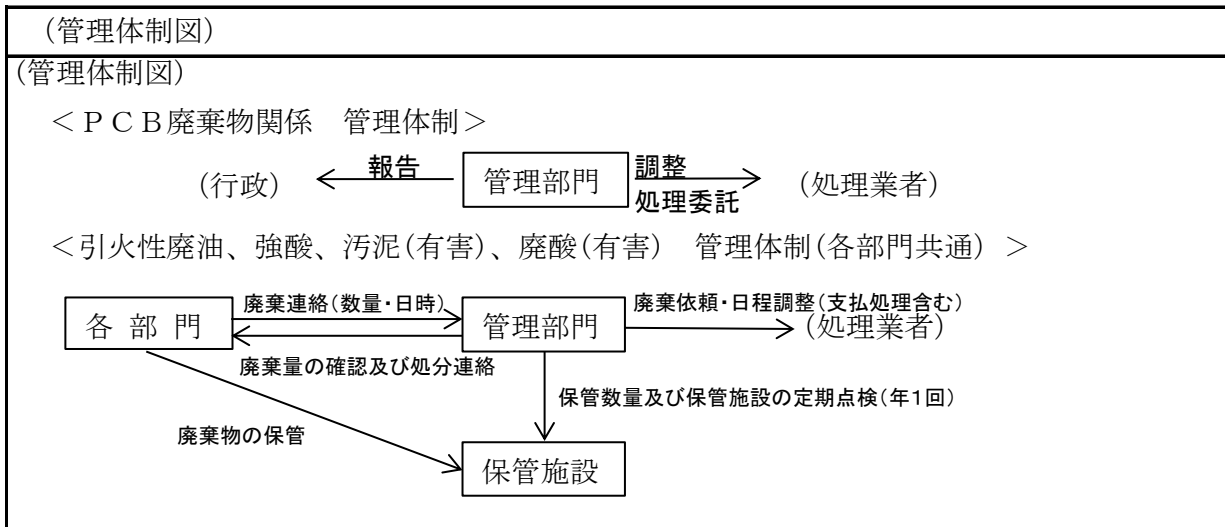 (管理体制図)
(管理体制図)
＜ＰＣＢ廃棄物関係　管理体制＞
(行政) 報告 管理部門 調整 (処理業者)
処理委託
＜引火性廃油、強酸、汚泥(有害)、廃酸(有害)　管理体制(各部門共通) ＞
廃棄連絡(数量・日時) 廃棄依頼・日程調整(支払処理含む)
各 部 門 管理部門 (処理業者)
廃棄量の確認及び処分連絡
保管数量及び保管施設の定期点検(年１回)
廃棄物の保管
保管施設